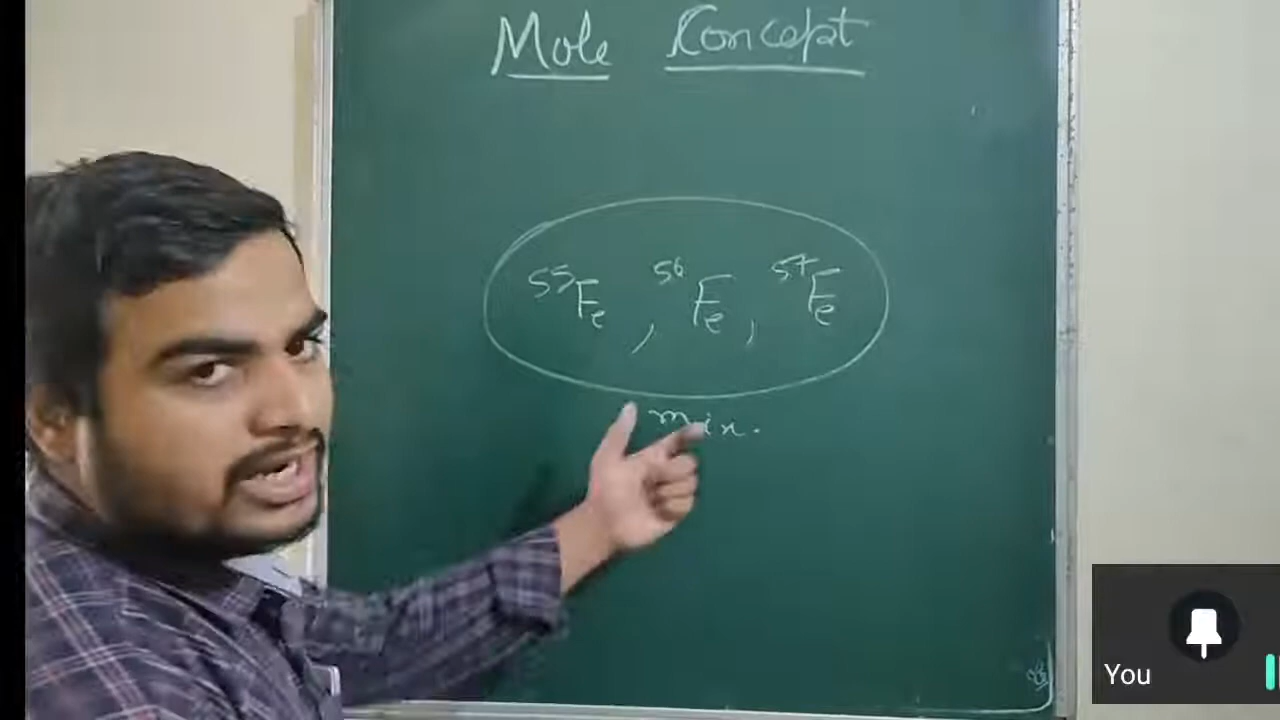 Mole Concept
⁵⁵Fe, ⁵⁶Fe, ⁵⁷Fe
mix.
You